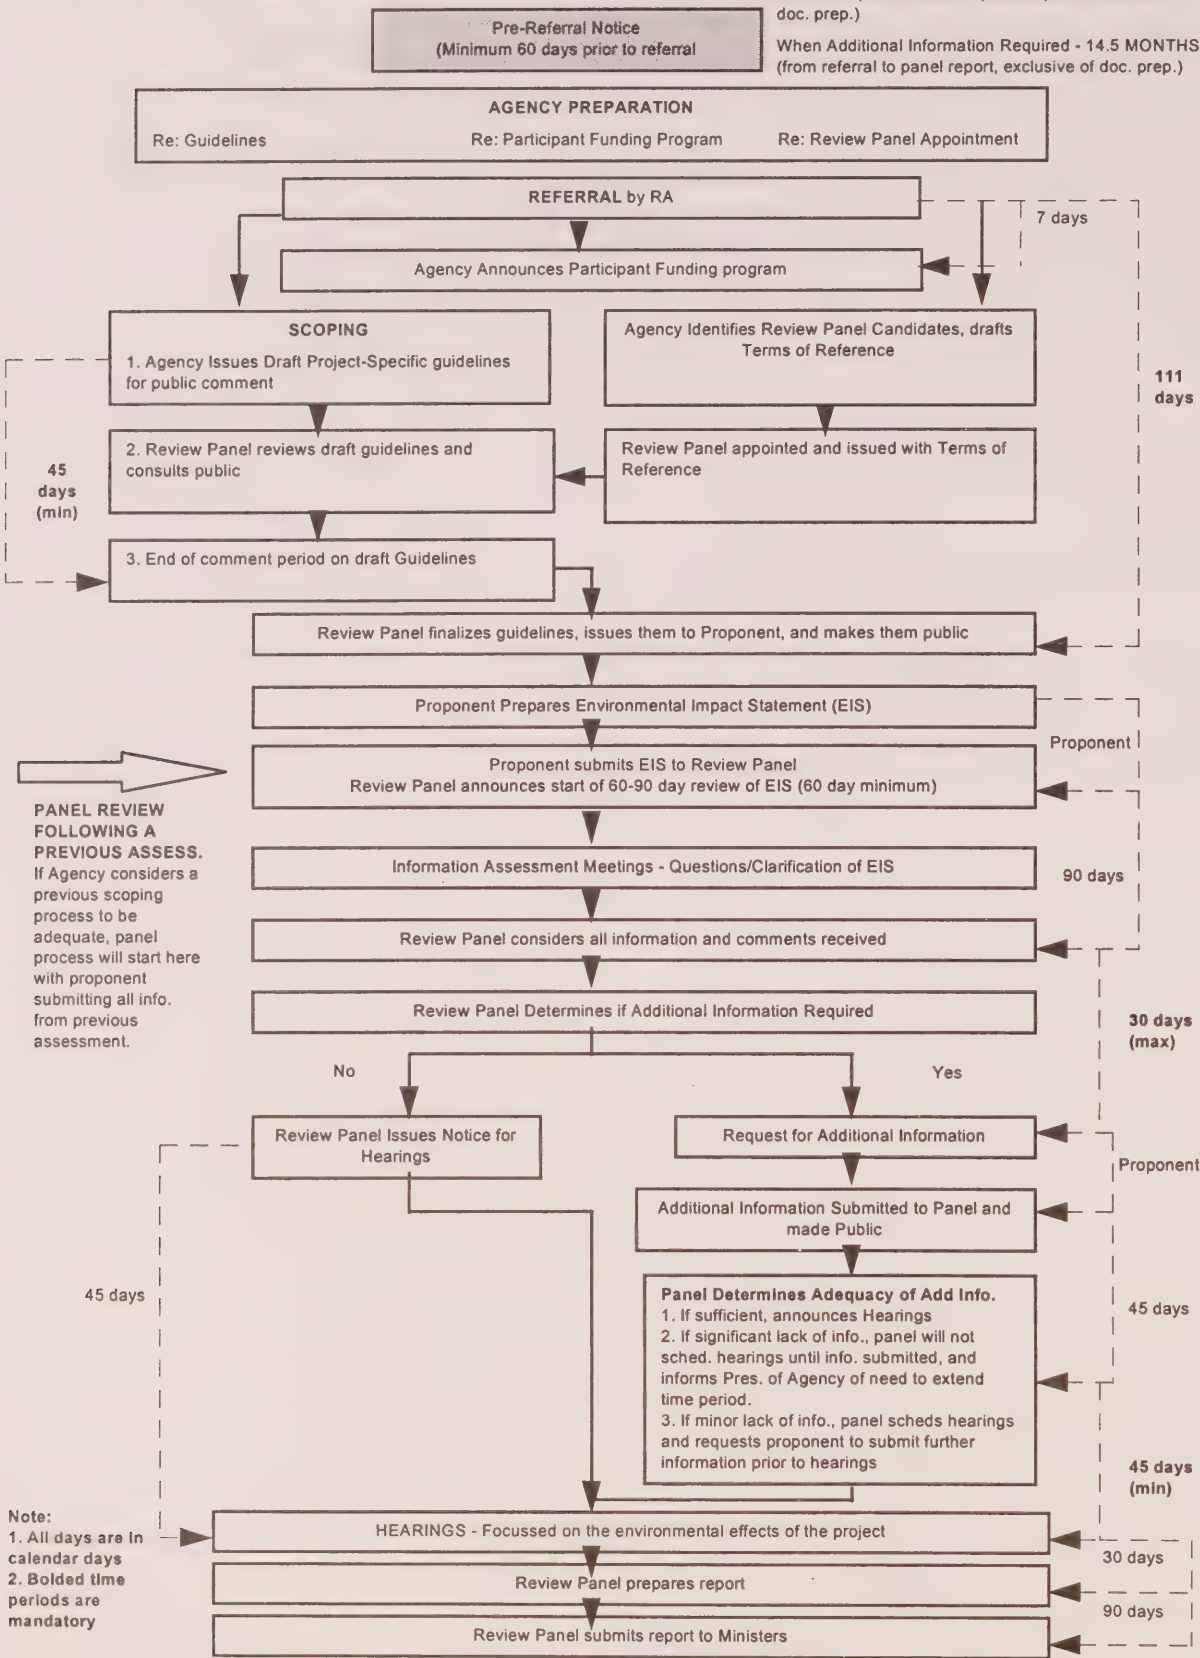 doc. prep.)
Pre-Referral Notice
(Minimum 60 days prior to referral
When Additional Information Required - 14.5 MONTHS
(from referral to panel report, exclusive of doc. prep.)
AGENCY PREPARATION
Re: Guidelines
Re: Participant Funding Program
Re: Review Panel Appointment
REFERRAL by RA
7 days
Agency Announces Participant Funding program
SCOPING
1. Agency Issues Draft Project-Specific guidelines
for public comment
Agency Identifies Review Panel Candidates, drafts
Terms of Reference
111
days
2. Review Panel reviews draft guidelines and
consults public
Review Panel appointed and issued with Terms of
Reference
45
days
(min)
3. End of comment period on draft Guidelines
Review Panel finalizes guidelines, issues them to Proponent, and makes them public
Proponent Prepares Environmental Impact Statement (EIS)
Proponent
Proponent submits EIS to Review Panel
Review Panel announces start of 60-90 day review of EIS (60 day minimum)
PANEL REVIEW
FOLLOWING A
PREVIOUS ASSESS.
If Agency considers a
previous scoping
process to be
adequate, panel
process will start here
with proponent
submitting all info.
from previous
assessment.
Information Assessment Meetings - Questions/Clarification of EIS
90 days
Review Panel considers all information and comments received
Review Panel Determines if Additional Information Required
30 days
(max)
No
Yes
Review Panel Issues Notice for
Hearings
Request for Additional Information
Proponent
Additional Information Submitted to Panel and
made Public
45 days
Panel Determines Adequacy of Add Info.
1. If sufficient, announces Hearings
2. If significant lack of info., panel will not
sched. hearings until info. submitted, and
informs Pres. of Agency of need to extend
time period.
3. If minor lack of info., panel scheds hearings
and requests proponent to submit further
information prior to hearings
45 days
45 days
(min)
Note:
1. All days are in
calendar days
2. Bolded time
periods are
mandatory
HEARINGS - Focussed on the environmental effects of the project
30 days
Review Panel prepares report
90 days
Review Panel submits report to Ministers